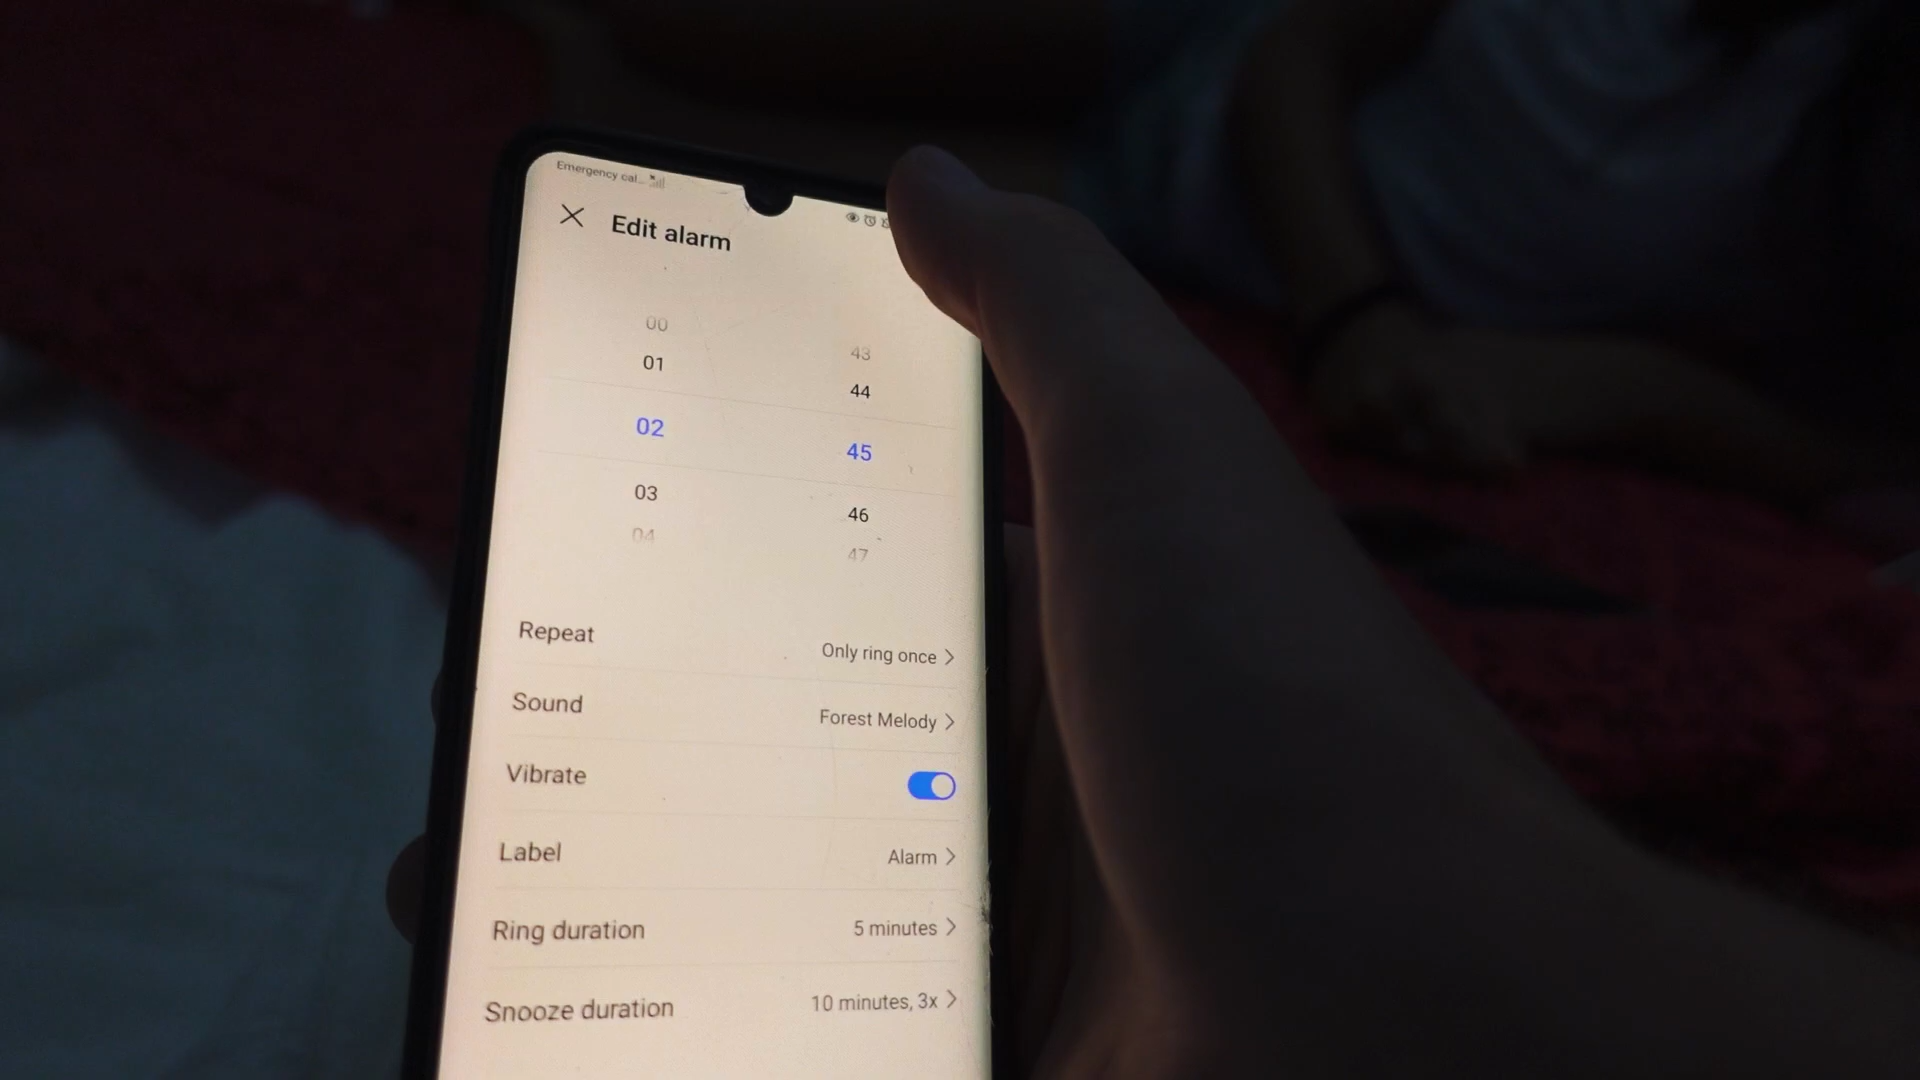 Emergency cal...
Edit alarm
00
43
01
44
02
45
03
46
04
47
Repeat
Only ring once
Sound
Forest Melody
Vibrate
Label
Alarm
Ring duration
5 minutes
Snooze duration
10 minutes, 3x